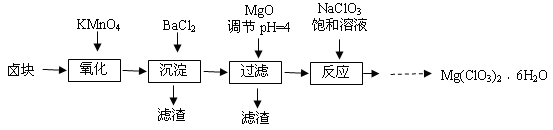 KMnO₄
BaCl₂
MgO
调节 pH=4
NaClO₃
饱和溶液
卤块
氧化
沉淀
过滤
反应
Mg(ClO₃)₂．6H₂O
滤渣
滤渣